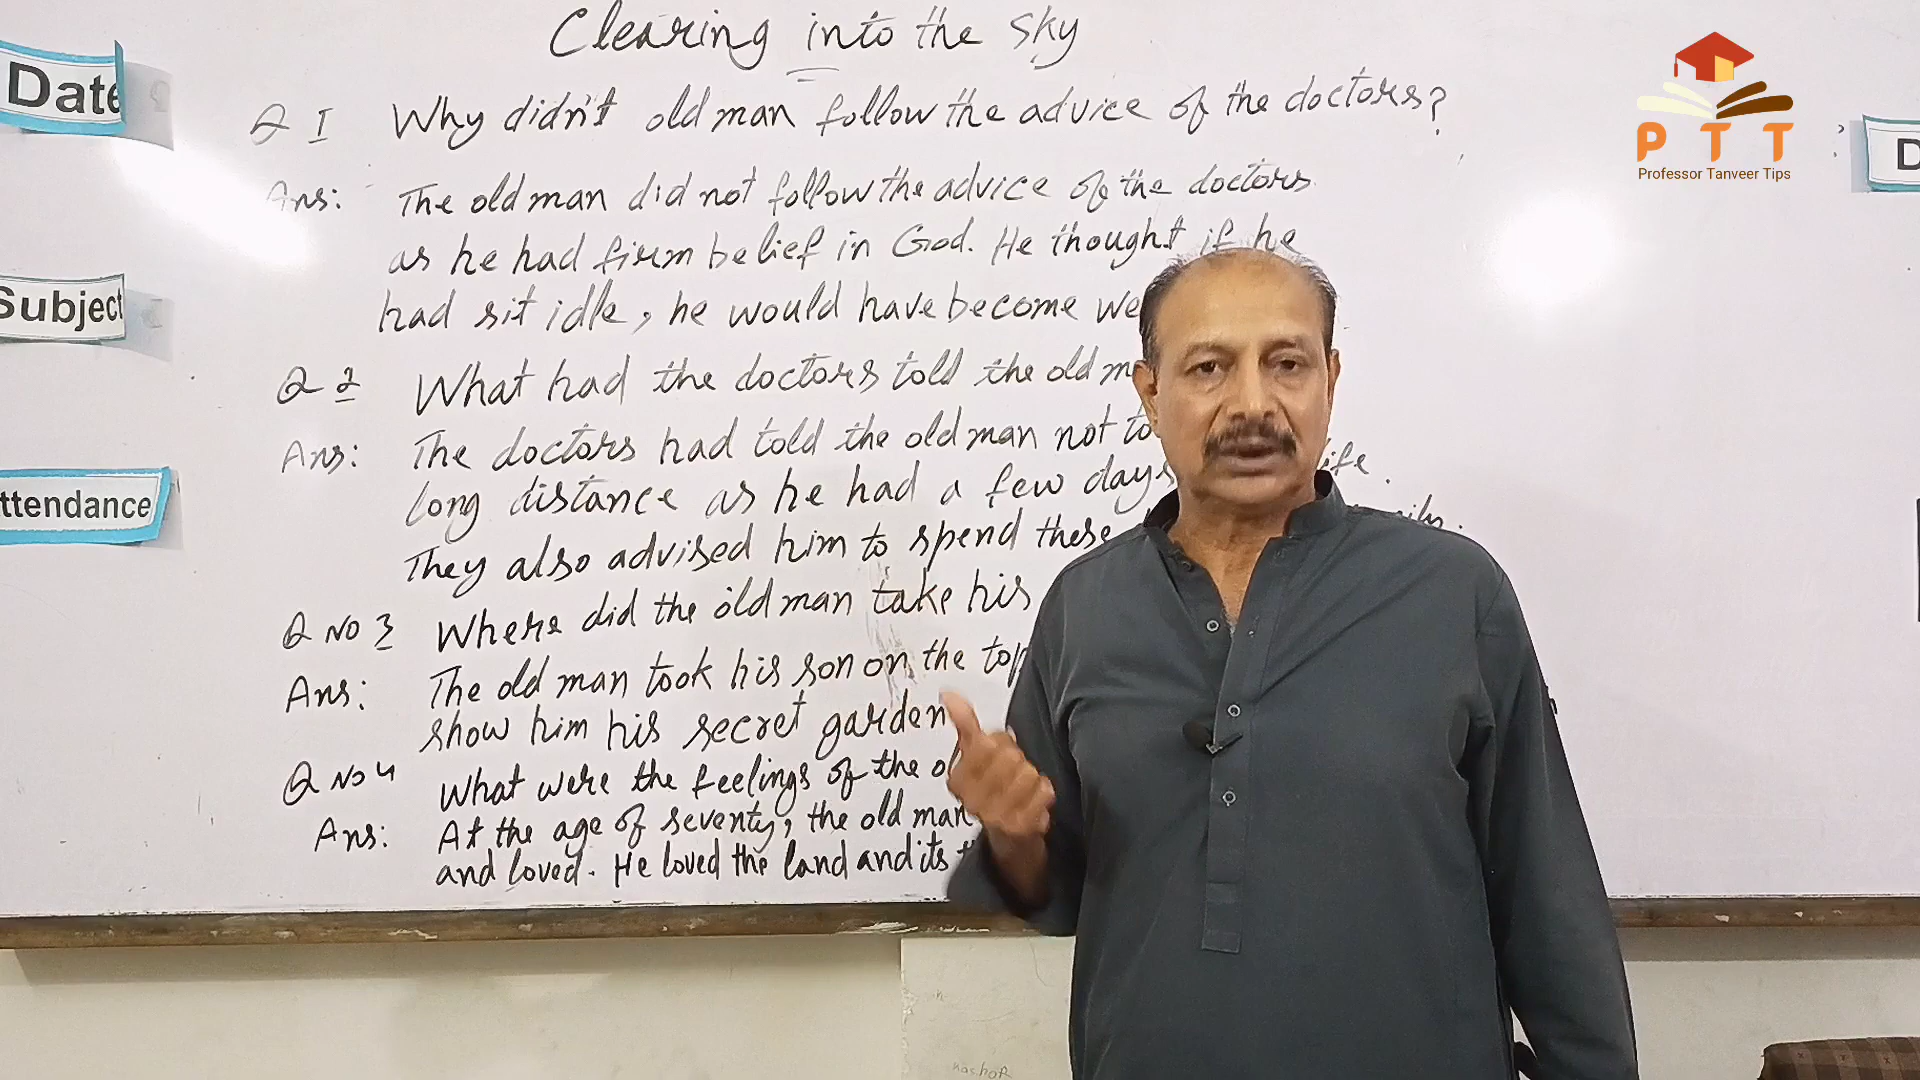 Clearing into the Sky
Q I Why didn't old man follow the advice of the doctors?
Ans: The old man did not follow the advice of the doctors
as he had firm belief in God. He thought if he
had sit idle, he would have become we
Q 2 What had the doctors told the old m
Ans: The doctors had told the old man not to
long distance as he had a few days life.
They also advised him to spend these
Q NO 3 Where did the old man take his
Ans: The old man took his son on the top
show him his secret garden
Q NO 4 What were the feelings of the o
Ans: At the age of seventy, the old man
and loved. He loved the land and its
Date
Subject
ttendance
D
P T T
Professor Tanveer Tips